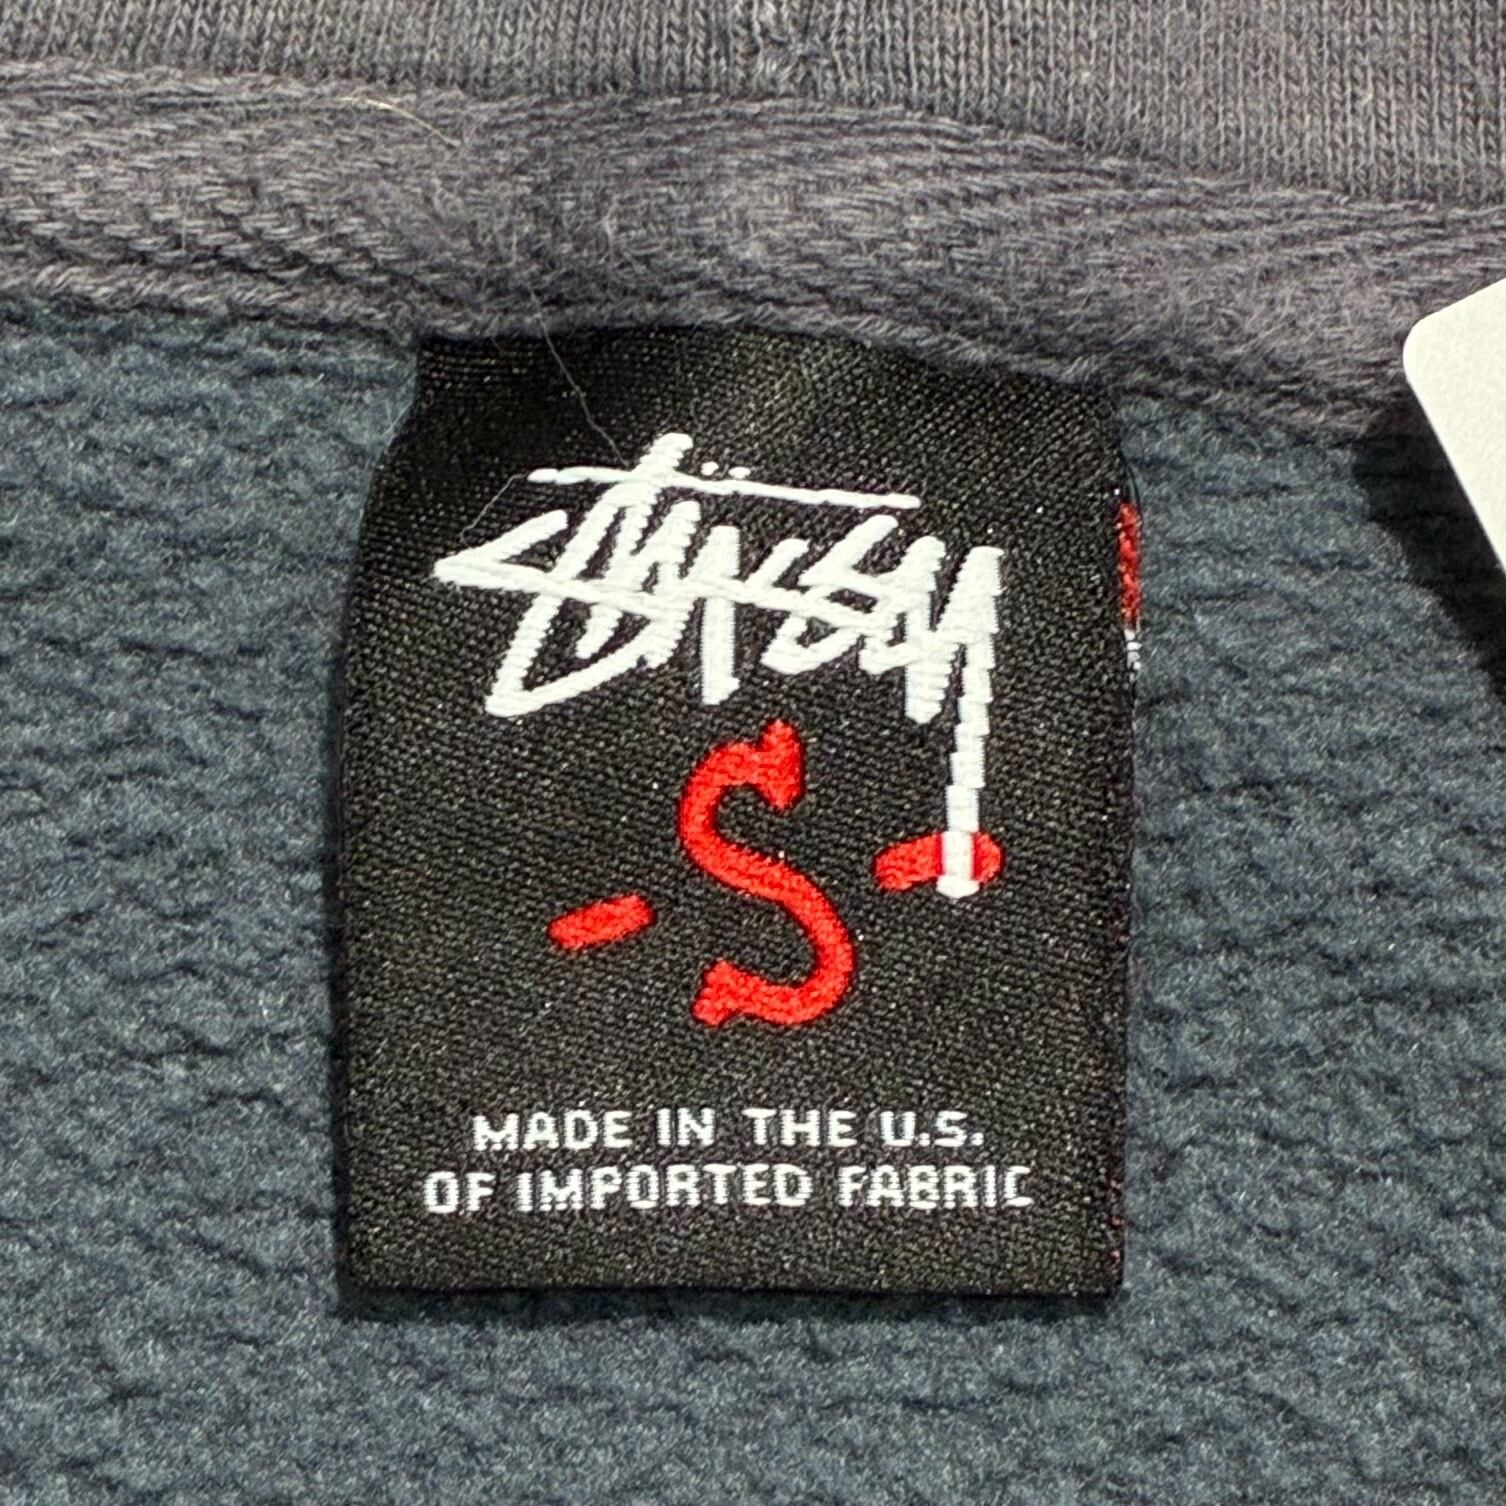 Stüssy
- S -
MADE IN THE U.S.
OF IMPORTED FABRIC